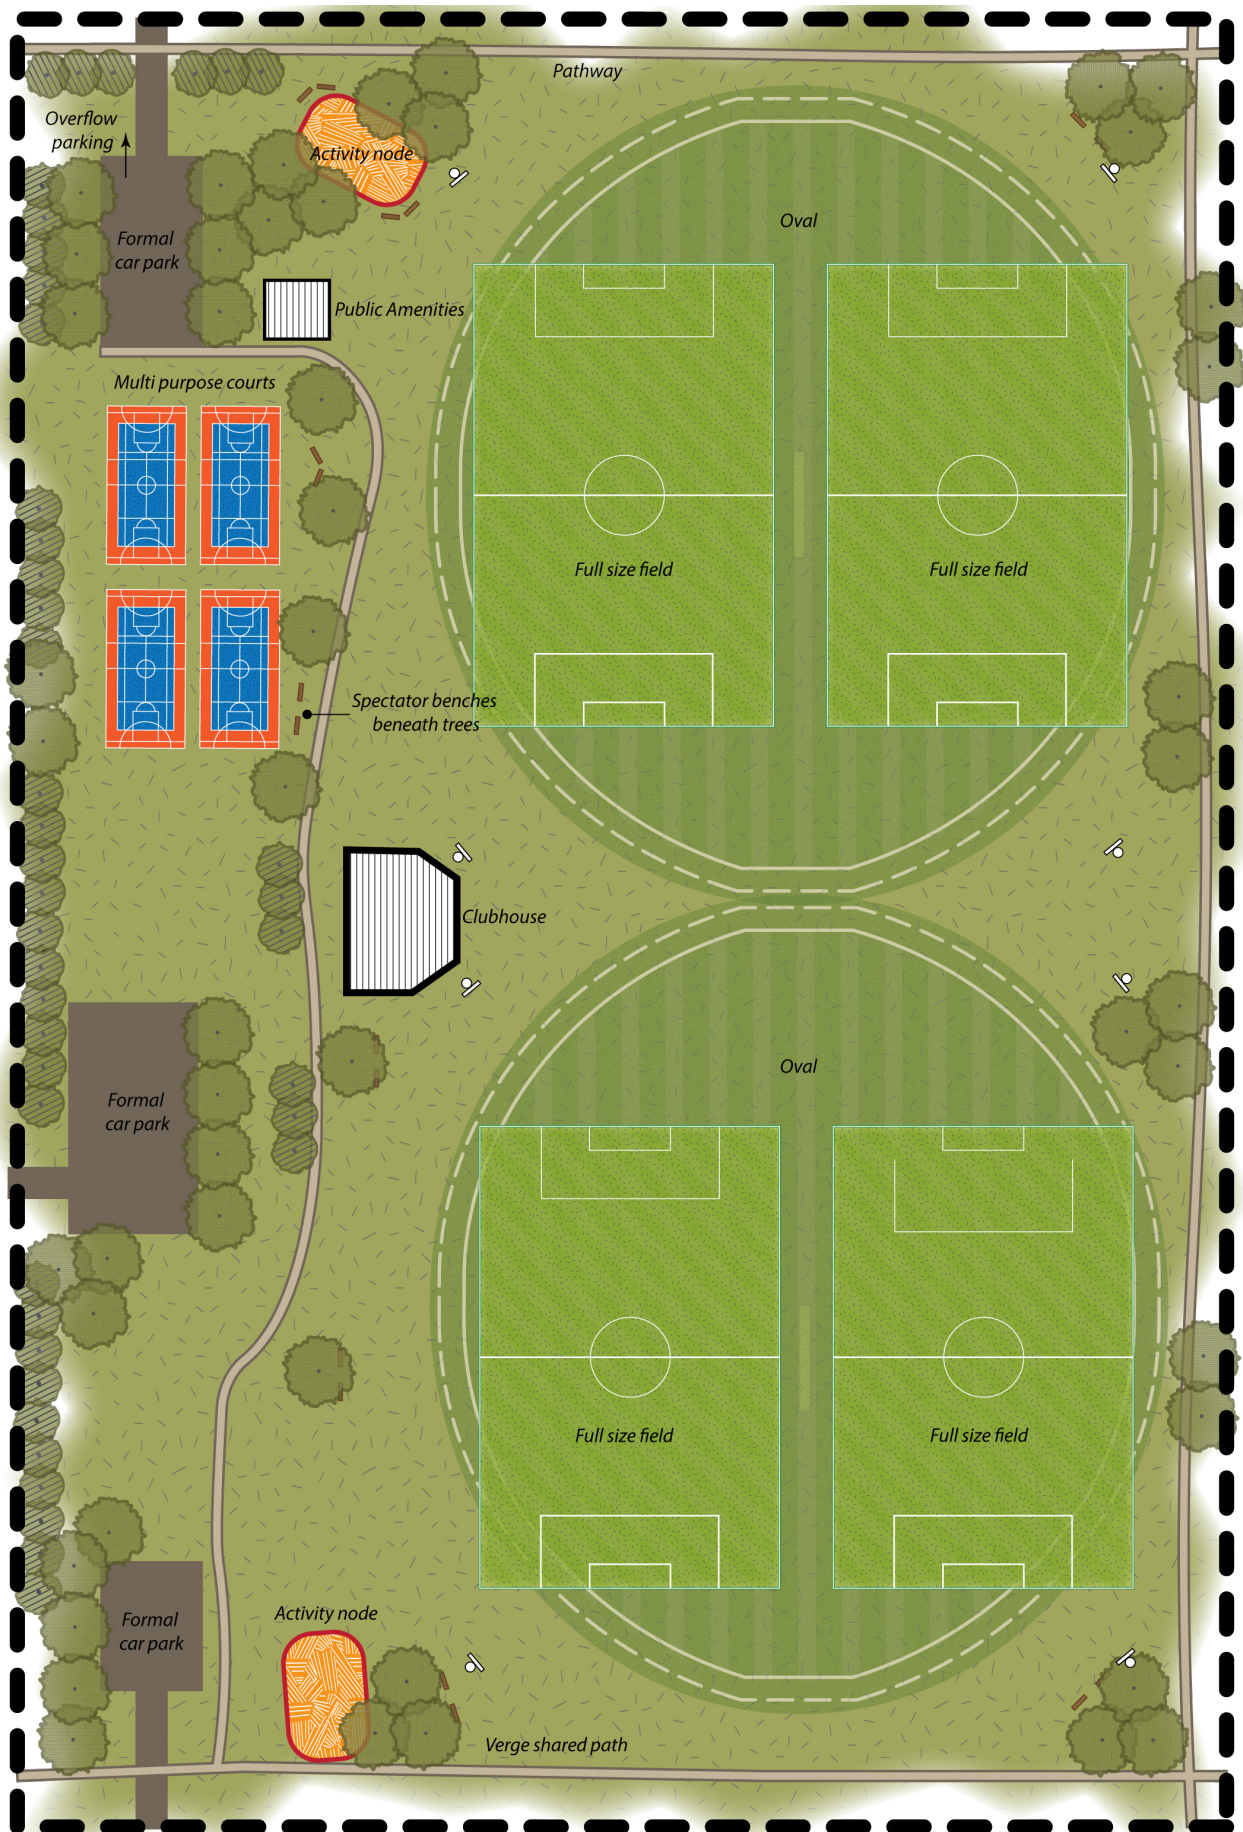 Pathway
Overflow
parking
Activity node
Oval
Formal
car park
Public Amenities
Multi purpose courts
Full size field
Full size field
Spectator benches
beneath trees
Clubhouse
Oval
Formal
car park
Full size field
Full size field
Activity node
Formal
car park
Verge shared path